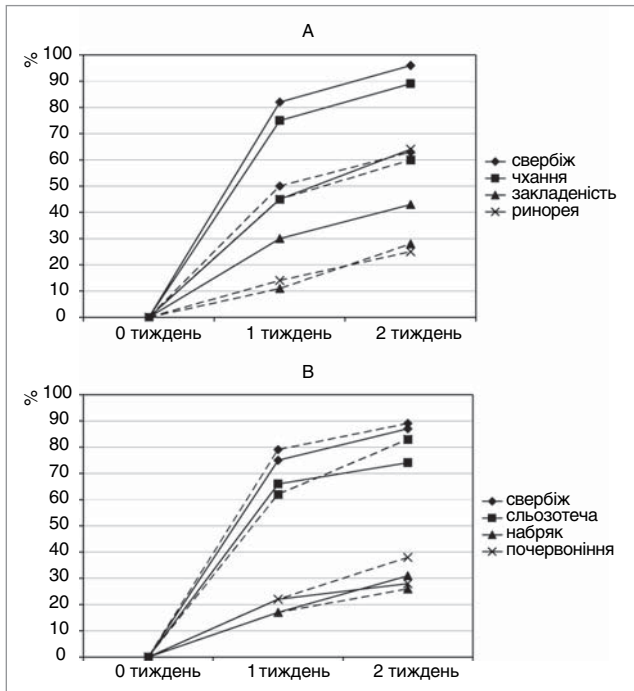 A
%
100
90
80
70
60
50
40
30
20
10
0
0 тиждень 1 тиждень 2 тиждень
свербіж
чхання
закладеність
ринорея
B
%
100
90
80
70
60
50
40
30
20
10
0
0 тиждень 1 тиждень 2 тиждень
свербіж
сльозотеча
набряк
почервоніння